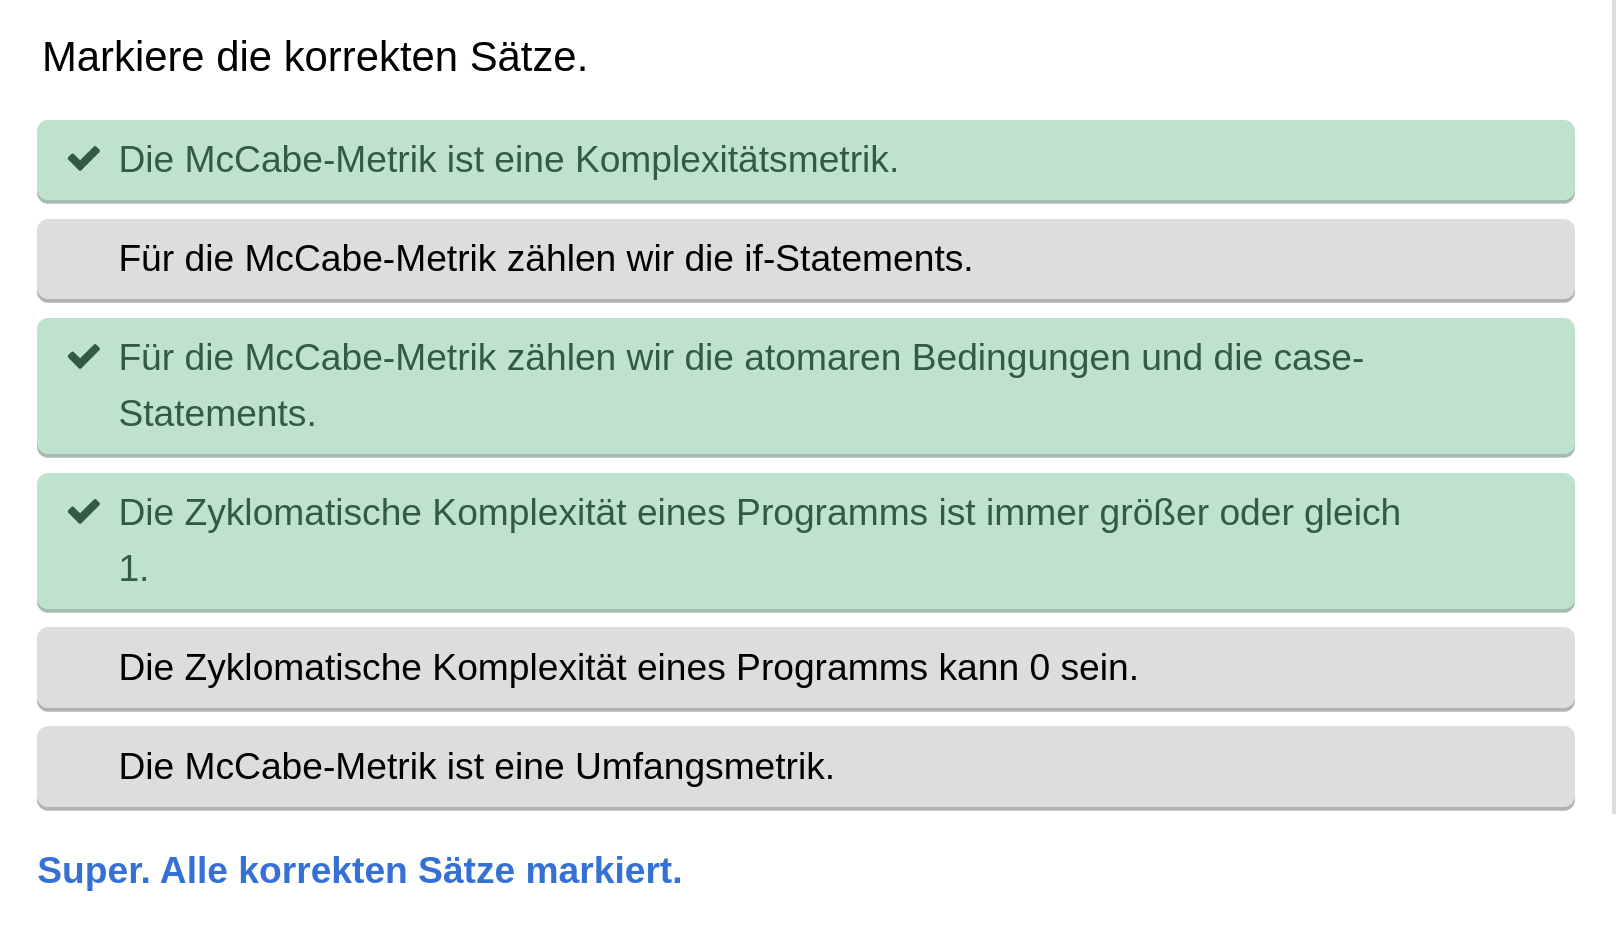 Markiere die korrekten Sätze.
Die McCabe-Metrik ist eine Komplexitätsmetrik.
Für die McCabe-Metrik zählen wir die if-Statements.
Für die McCabe-Metrik zählen wir die atomaren Bedingungen und die case-
Statements.
Die Zyklomatische Komplexität eines Programms ist immer größer oder gleich
1.
Die Zyklomatische Komplexität eines Programms kann 0 sein.
Die McCabe-Metrik ist eine Umfangsmetrik.
Super. Alle korrekten Sätze markiert.